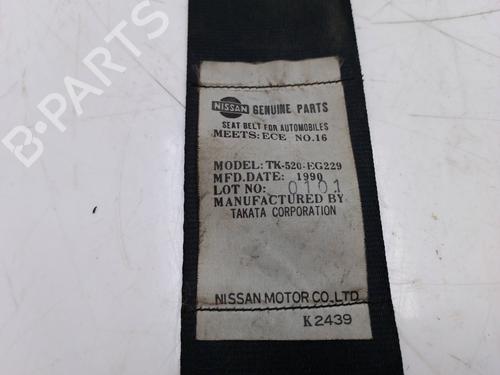 NISSAN GENUINE PARTS
SEAT BELT FOR AUTOMOBILES
MEETS:ECE NO.16
MODEL: TK-520-EG229
MFD.DATE: 1990
LOT NO: 0101
MANUFACTURED BY
TAKATA CORPORATION
NISSAN MOTOR CO.,LTD
K2439
B-PARTS